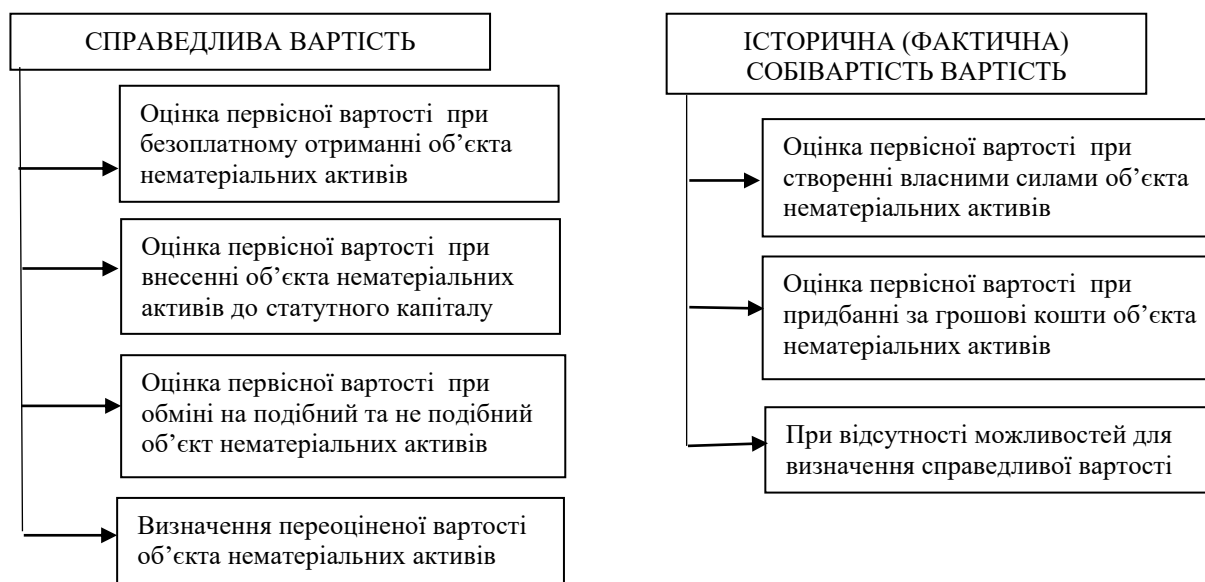 СПРАВЕДЛИВА ВАРТІСТЬ
Оцінка первісної вартості при
безоплатному отриманні об’єкта
нематеріальних активів
Оцінка первісної вартості при
внесенні об’єкта нематеріальних
активів до статутного капіталу
Оцінка первісної вартості при
обміні на подібний та не подібний
об’єкт нематеріальних активів
Визначення переоціненої вартості
об’єкта нематеріальних активів
ІСТОРИЧНА (ФАКТИЧНА)
СОБІВАРТІСТЬ ВАРТІСТЬ
Оцінка первісної вартості при
створенні власними силами об’єкта
нематеріальних активів
Оцінка первісної вартості при
придбанні за грошові кошти об’єкта
нематеріальних активів
При відсутності можливостей для
визначення справедливої вартості